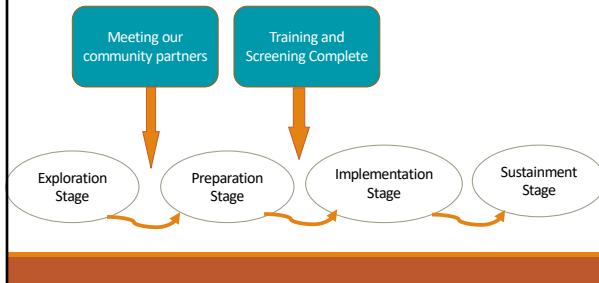 Meeting our
community partners
Training and
Screening Complete
Exploration
Stage
Preparation
Stage
Implementation
Stage
Sustainment
Stage